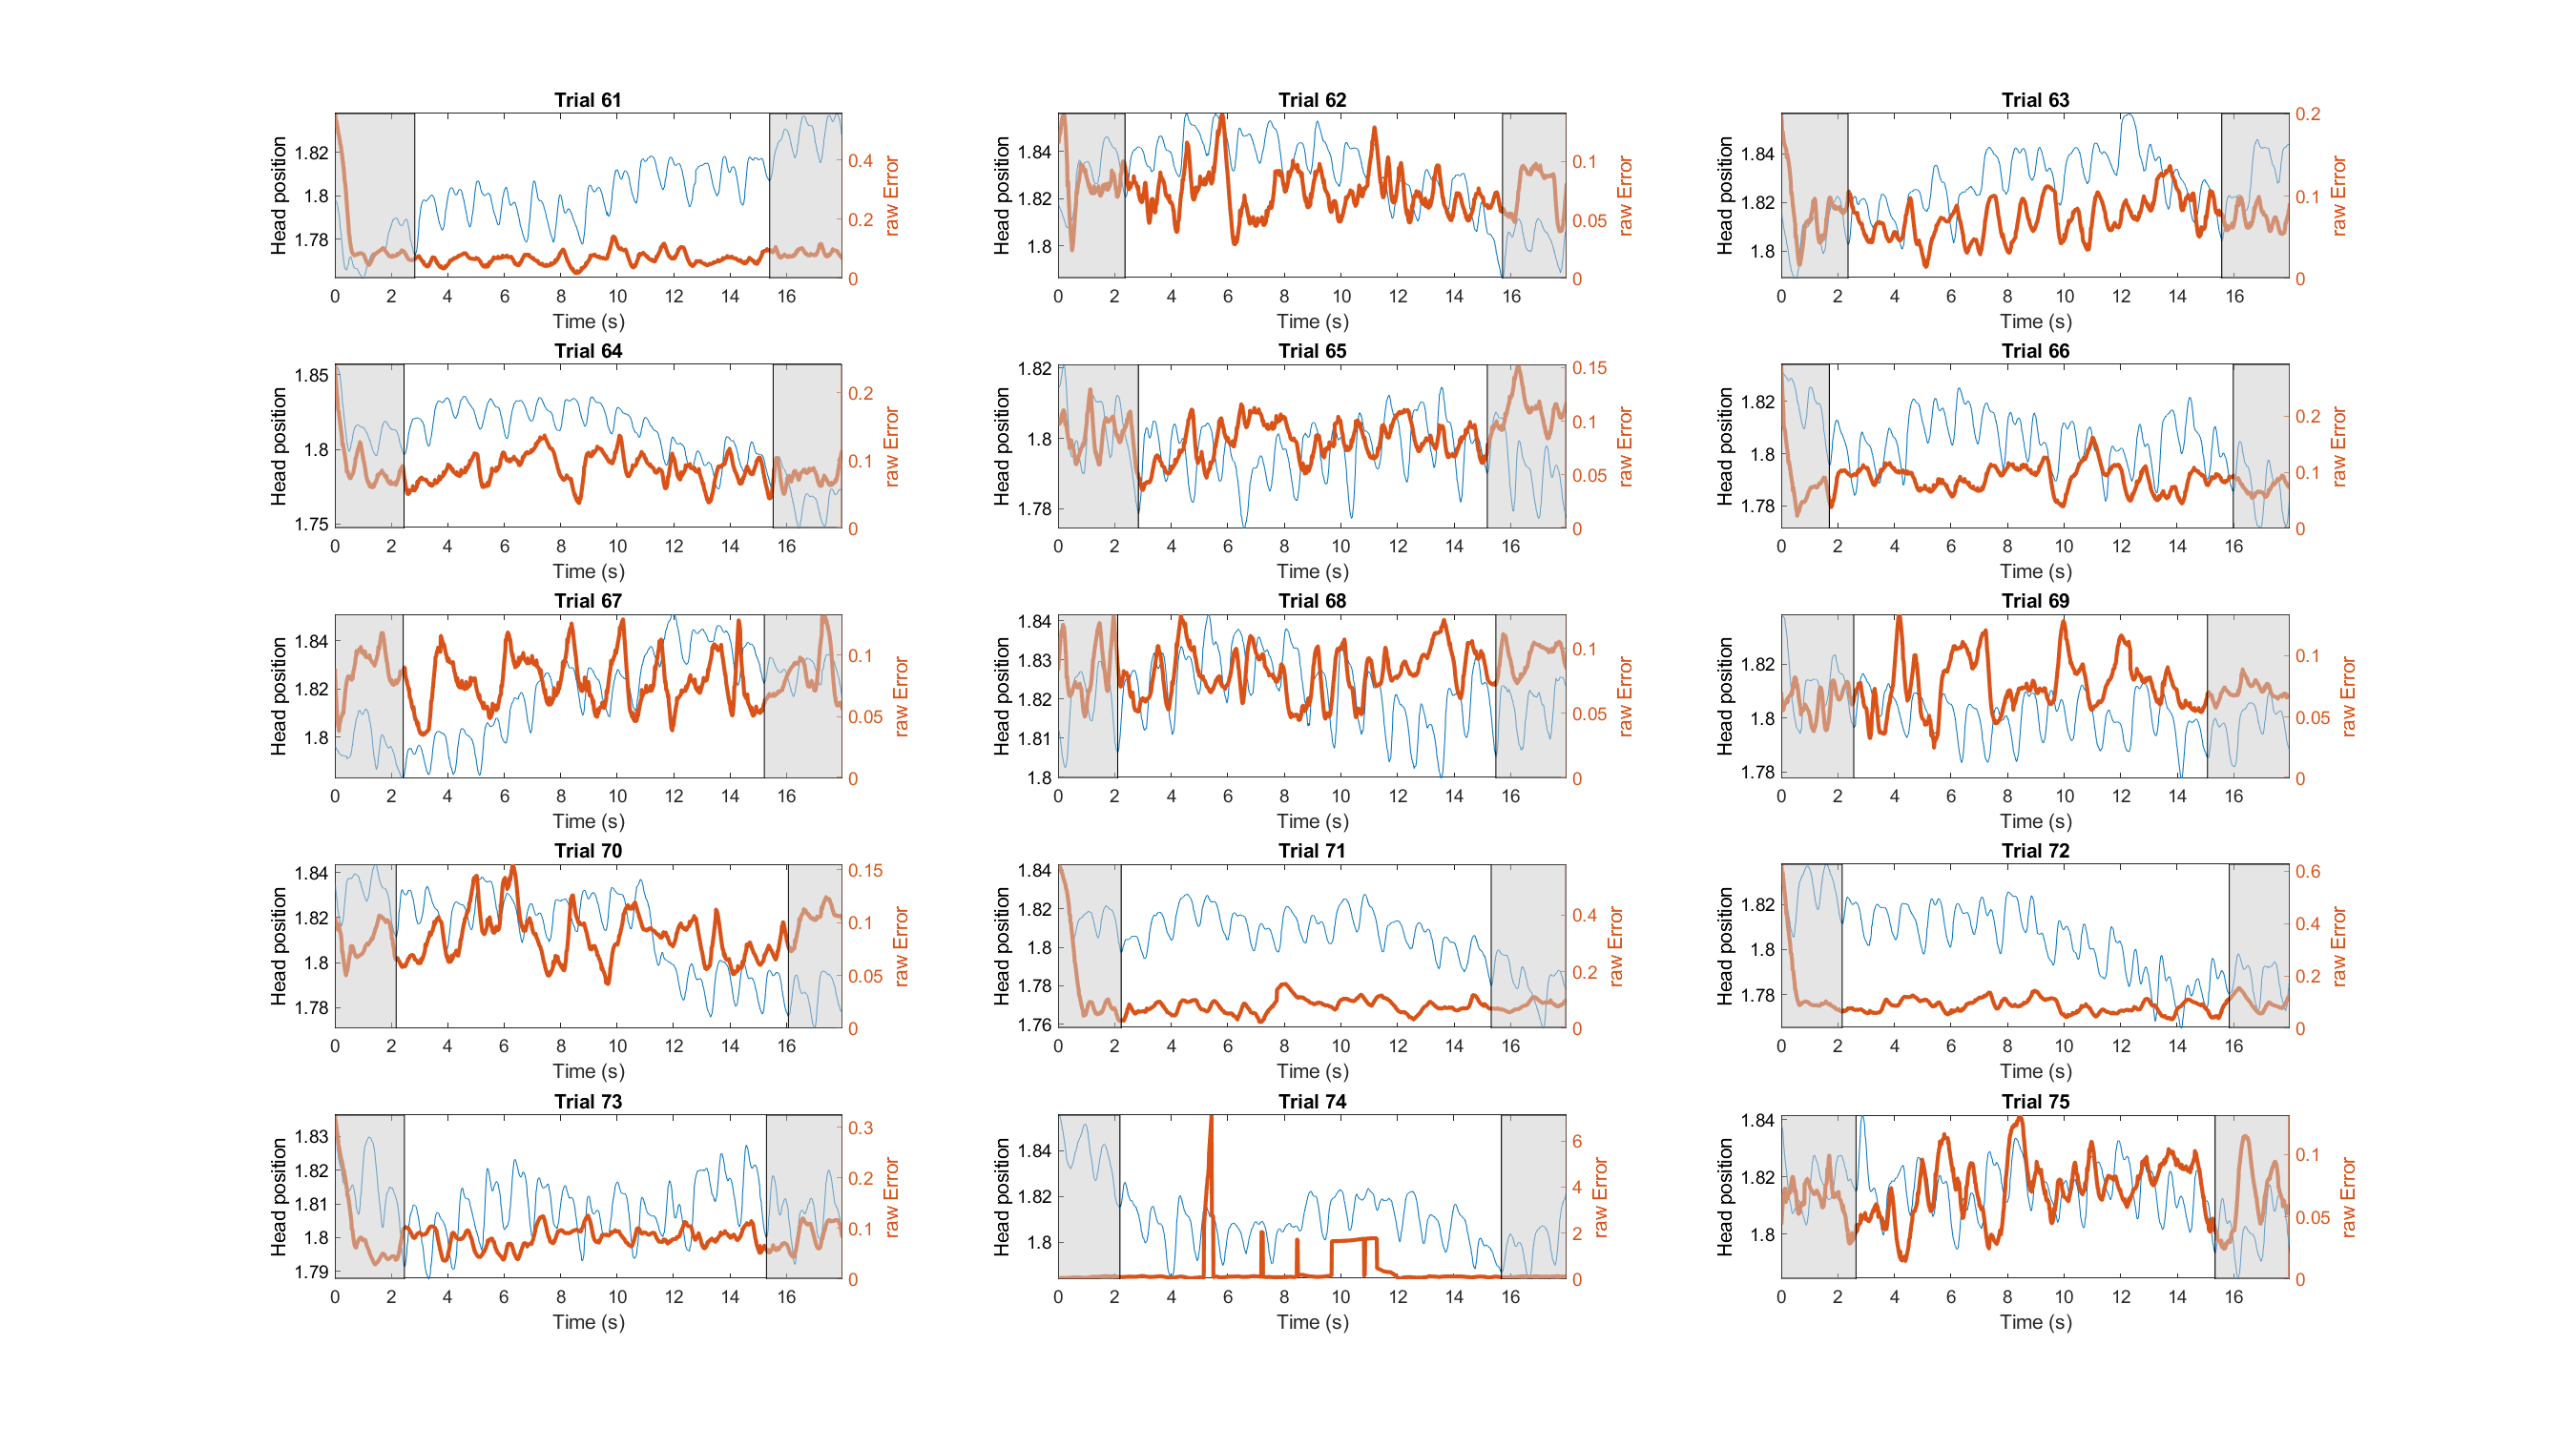 Trial 61
Head position
1.82
1.8
1.78
0.4
0.2
0
raw Error
0 2 4 6 8 10 12 14 16
Time (s)
Trial 62
Head position
1.84
1.82
1.8
0.1
0.05
0
raw Error
0 2 4 6 8 10 12 14 16
Time (s)
Trial 63
Head position
1.84
1.82
1.8
0.2
0.1
0
raw Error
0 2 4 6 8 10 12 14 16
Time (s)
Trial 64
Head position
1.85
1.8
1.75
0.2
0.1
0
raw Error
0 2 4 6 8 10 12 14 16
Time (s)
Trial 65
Head position
1.82
1.8
1.78
0.15
0.1
0.05
0
raw Error
0 2 4 6 8 10 12 14 16
Time (s)
Trial 66
Head position
1.82
1.8
1.78
0.2
0.1
0
raw Error
0 2 4 6 8 10 12 14 16
Time (s)
Trial 67
Head position
1.84
1.82
1.8
0.1
0.05
0
raw Error
0 2 4 6 8 10 12 14 16
Time (s)
Trial 68
Head position
1.84
1.83
1.82
1.81
1.8
0.1
0.05
0
raw Error
0 2 4 6 8 10 12 14 16
Time (s)
Trial 69
Head position
1.82
1.8
1.78
0.1
0.05
0
raw Error
0 2 4 6 8 10 12 14 16
Time (s)
Trial 70
Head position
1.84
1.82
1.8
1.78
0.15
0.1
0.05
0
raw Error
0 2 4 6 8 10 12 14 16
Time (s)
Trial 71
Head position
1.84
1.82
1.8
1.78
1.76
0.4
0.2
0
raw Error
0 2 4 6 8 10 12 14 16
Time (s)
Trial 72
Head position
1.82
1.8
1.78
0.6
0.4
0.2
0
raw Error
0 2 4 6 8 10 12 14 16
Time (s)
Trial 73
Head position
1.83
1.82
1.81
1.8
1.79
0.3
0.2
0.1
0
raw Error
0 2 4 6 8 10 12 14 16
Time (s)
Trial 74
Head position
1.84
1.82
1.8
6
4
2
0
raw Error
0 2 4 6 8 10 12 14 16
Time (s)
Trial 75
Head position
1.84
1.82
1.8
0.1
0.05
0
raw Error
0 2 4 6 8 10 12 14 16
Time (s)